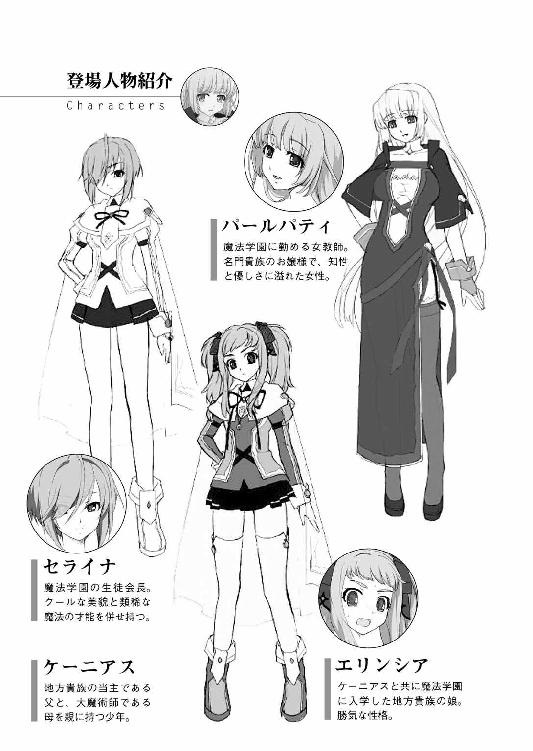 登場人物紹介
Characters
パールパティ
魔法学園に勤める女教師。
名門貴族のお嬢様で、知性
と優しさに溢れた女性。
セライナ
魔法学園の生徒会長。
クールな美貌と類稀な
魔法の才能を併せ持つ。
ケーニアス
地方貴族の当主である
父と、大魔術師である
母を親に持つ少年。
エリンシア
ケーニアスと共に魔法学園
に入学した地方貴族の娘。
勝気な性格。